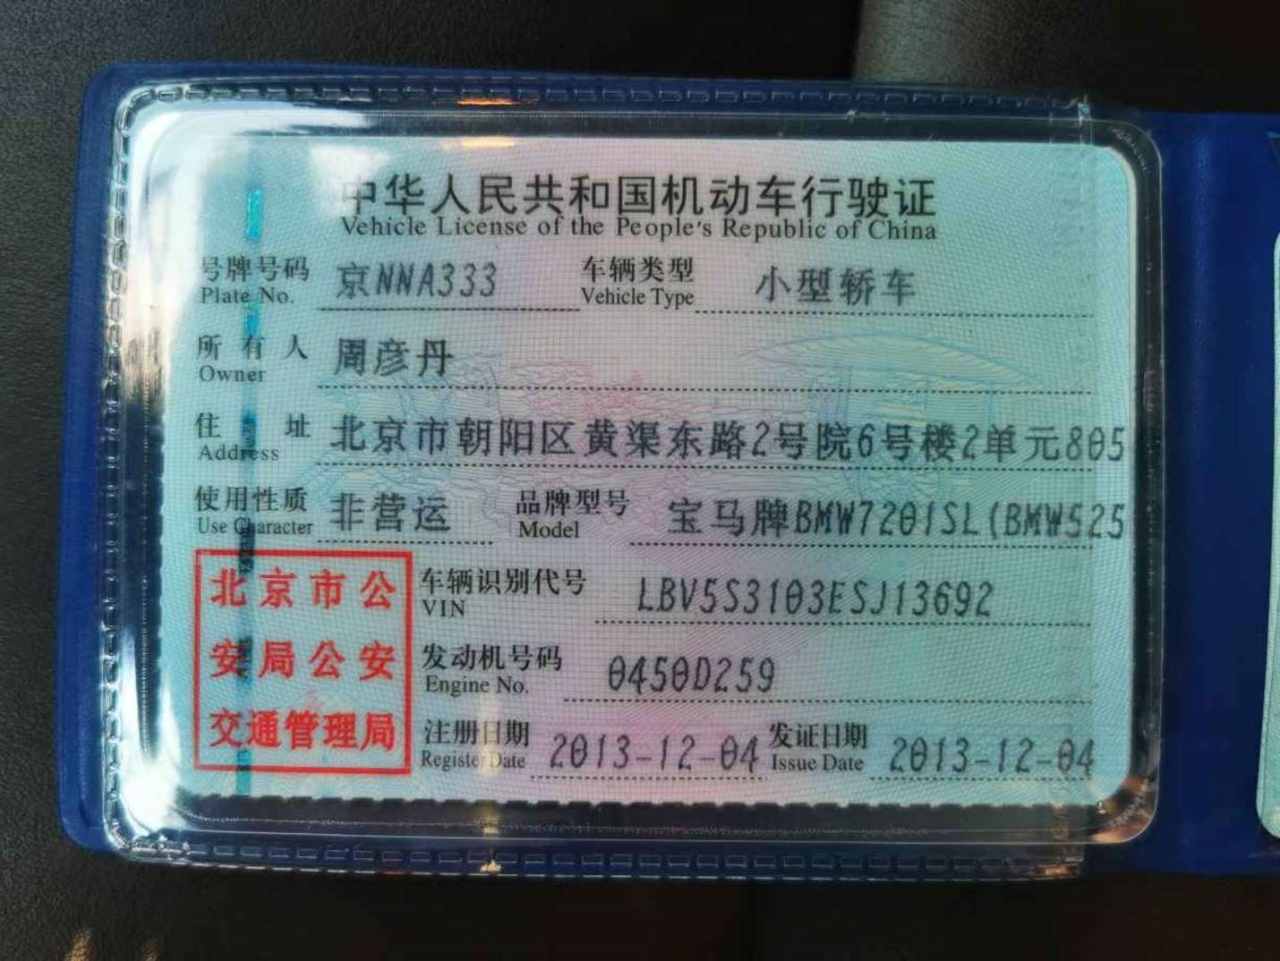 中华人民共和国机动车行驶证
Vehicle License of the People's Republic of China
号牌号码 京NNA333 车辆类型 小型轿车
Plate No. Vehicle Type
所有人 周彦丹
Owner
住址 北京市朝阳区黄渠东路2号院6号楼2单元805
Address
使用性质 非营运 品牌型号 宝马牌BMW7201SL(BMW525
Use Character Model
北京市公
安局公安
交通管理局
车辆识别代号 LBV5S3103ESJ13692
VIN
发动机号码 0450D259
Engine No.
注册日期 2013-12-04 发证日期 2013-12-04
Register Date Issue Date